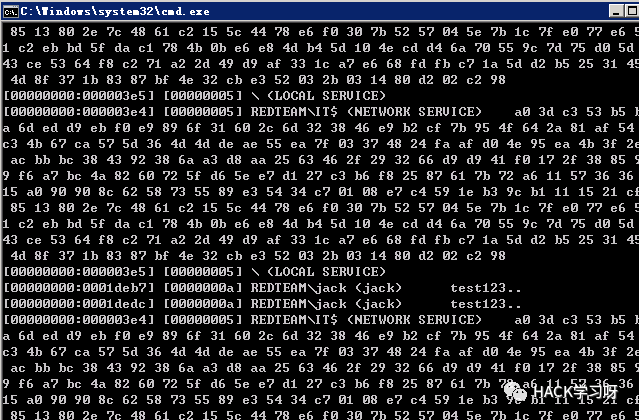 C:\Windows\system32\cmd.exe
85 13 80 2e 7c 48 61 c2 15 5c 44 78 e6 f0 30 7b 52 57 04 5e 7b 1c 7f e0 77 e6 5
1 c2 eb bd 5f da c1 78 4b 0b e6 e8 4d b4 5d 10 4e cd d4 6a 70 55 9c 7d 75 d0 5d
43 ce 53 64 f8 c2 71 a2 2d 49 d9 af 33 1c a7 e6 68 fd fb c7 1a 5d d2 b5 25 31 45
4d 8f 37 1b 83 87 bf 4e 32 cb e3 52 03 2b 03 14 80 d2 02 c2 98
[00000000:000003e5] [00000005] \ (LOCAL SERVICE)
[00000000:000003e4] [00000005] REDTEAM\IT$ (NETWORK SERVICE) a0 3d c3 53 b5 b
a 6d ed d9 eb f0 e9 89 6f 31 60 2c 6d 32 38 46 e9 b2 cf 7b 95 4f 64 2a 81 af 54
c3 4b 67 ca 57 5d 36 4d 4d de ae 55 ea 7f 03 37 48 24 fa af d0 4e 95 ea 4b 3f 2e
ac bb bc 38 43 92 38 6a a3 d8 aa 25 63 46 2f 29 32 66 d9 d9 41 f0 17 2f 38 85 9
9 f6 a7 bc 4a 82 60 72 5f d6 5e e7 d1 27 c3 b6 f8 25 87 61 7b 72 a6 11 57 36 36
15 a0 90 90 8c 62 58 73 55 89 e3 54 34 c7 01 08 e7 c4 59 1e b3 9c b1 11 15 21 cf
85 13 80 2e 7c 48 61 c2 15 5c 44 78 e6 f0 30 7b 52 57 04 5e 7b 1c 7f e0 77 e6 5
1 c2 eb bd 5f da c1 78 4b 0b e6 e8 4d b4 5d 10 4e cd d4 6a 70 55 9c 7d 75 d0 5d
43 ce 53 64 f8 c2 71 a2 2d 49 d9 af 33 1c a7 e6 68 fd fb c7 1a 5d d2 b5 25 31 45
4d 8f 37 1b 83 87 bf 4e 32 cb e3 52 03 2b 03 14 80 d2 02 c2 98
[00000000:000003e5] [00000005] \ (LOCAL SERVICE)
[00000000:0001deb7] [0000000a] REDTEAM\jack (jack) test123..
[00000000:0001dedc] [0000000a] REDTEAM\jack (jack) test123..
[00000000:000003e4] [00000005] REDTEAM\IT$ (NETWORK SERVICE) a0 3d c3 53 b5 b
a 6d ed d9 eb f0 e9 89 6f 31 60 2c 6d 32 38 46 e9 b2 cf 7b 95 4f 64 2a 81 af 54
c3 4b 67 ca 57 5d 36 4d 4d de ae 55 ea 7f 03 37 48 24 fa af d0 4e 95 ea 4b 3f 2e
ac bb bc 38 43 92 38 6a a3 d8 aa 25 63 46 2f 29 32 66 d9 d9 41 f0 17 2f 38 85 9
9 f6 a7 bc 4a 82 60 72 5f d6 5e e7 d1 27 c3 b6 f8 25 87 61 7b 72 a6 11 57 36 36
15 a0 90 90 8c 62 58 73 55 89 e3 54 34 c7 01 08 e7 c4 59 1e b3 11 15 21 cf
85 13 80 2e 7c 48 61 c2 15 5c 44 78 e6 f0 30 7b 52 57 04 5e 7b 1c 7f e0 77 e6 5
HACK学习呀